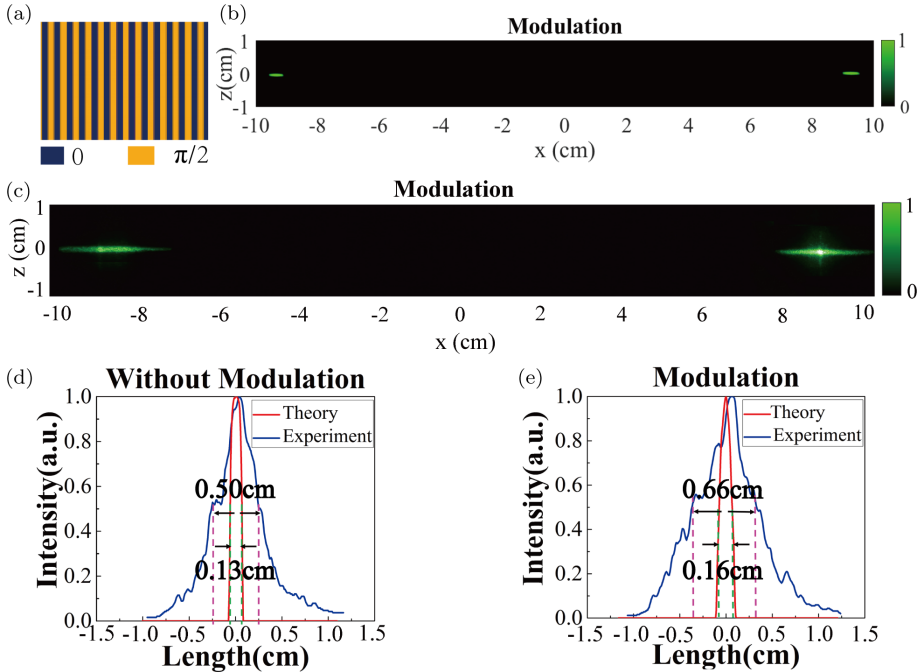 (a)
0 π/2
(b)
Modulation
z(cm)
1
0
-1
-10 -8 -6 -4 -2 0 2 4 6 8 10
x (cm)
1
0
(c)
Modulation
z (cm)
1
0
-1
-10 -8 -6 -4 -2 0 2 4 6 8 10
x (cm)
1
0
(d)
Without Modulation
Intensity(a.u.)
1.0
0.8
0.6
0.4
0.2
0.0
Theory
Experiment
0.50cm
0.13cm
-1.5 -1.0 -0.5 0.0 0.5 1.0 1.5
Length(cm)
(e)
Modulation
Intensity(a.u.)
1.0
0.8
0.6
0.4
0.2
0.0
Theory
Experiment
0.66cm
0.16cm
-1.5 -1.0 -0.5 0.0 0.5 1.0 1.5
Length(cm)